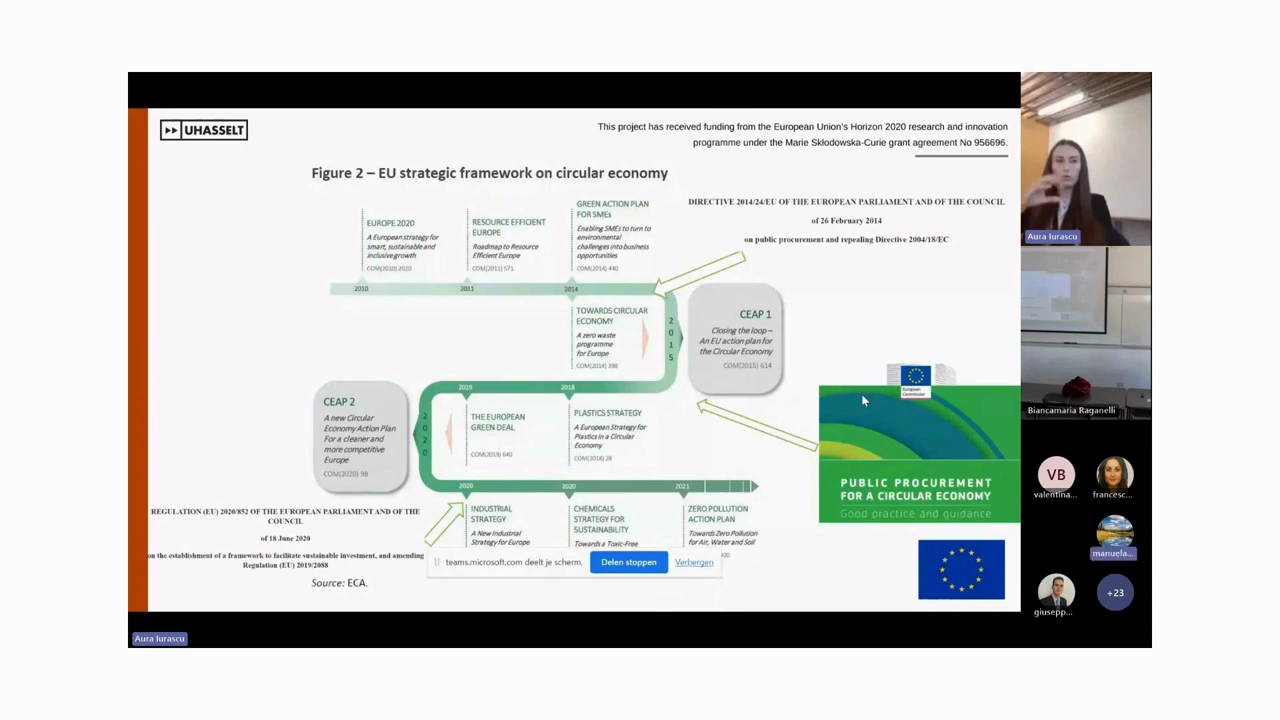 UHASSELT
This project has received funding from the European Union's Horizon 2020 research and innovation
programme under the Marie Skłodowska-Curie grant agreement No 956696.
Figure 2 – EU strategic framework on circular economy
EUROPE 2020
A European strategy for
smart, sustainable and
inclusive growth
COM(2010) 2020
RESOURCE EFFICIENT
EUROPE
Roadmap to Resource
Efficient Europe
COM(2011) 571
GREEN ACTION PLAN
FOR SMEs
Enabling SMEs to turn to
environmental
challenges into business
opportunities
COM(2014) 440
DIRECTIVE 2014/24/EU OF THE EUROPEAN PARLIAMENT AND OF THE COUNCIL
of 26 February 2014
on public procurement and repealing Directive 2004/18/EC
2010
2011
2014
TOWARDS CIRCULAR
ECONOMY
A zero waste
programme
for Europe
COM(2014) 398
2015
CEAP 1
Closing the loop –
An EU action plan for
the Circular Economy
COM(2015) 614
2019
2018
CEAP 2
A new Circular
Economy Action Plan
For a cleaner and
more competitive
Europe
COM(2020) 98
2020
THE EUROPEAN
GREEN DEAL
COM(2019) 640
PLASTICS STRATEGY
A European Strategy for
Plastics in a Circular
Economy
COM(2018) 28
European
Commission
PUBLIC PROCUREMENT
FOR A CIRCULAR ECONOMY
Good practice and guidance
2020
2020
2021
INDUSTRIAL
STRATEGY
A New Industrial
Strategy for Europe
CHEMICALS
STRATEGY FOR
SUSTAINABILITY
Towards a Toxic-Free
ZERO POLLUTION
ACTION PLAN
Towards Zero Pollution
for Air, Water and Soil
REGULATION (EU) 2020/852 OF THE EUROPEAN PARLIAMENT AND OF THE
COUNCIL
of 18 June 2020
on the establishment of a framework to facilitate sustainable investment, and amending
Regulation (EU) 2019/2088
teams.microsoft.com deelt je scherm.
Delen stoppen
Verbergen
Source: ECA.
Aura Iurascu
Aura Iurascu
Biancamaria Raganelli
VB
valentina...
francesc...
manuela...
giusepp...
+23